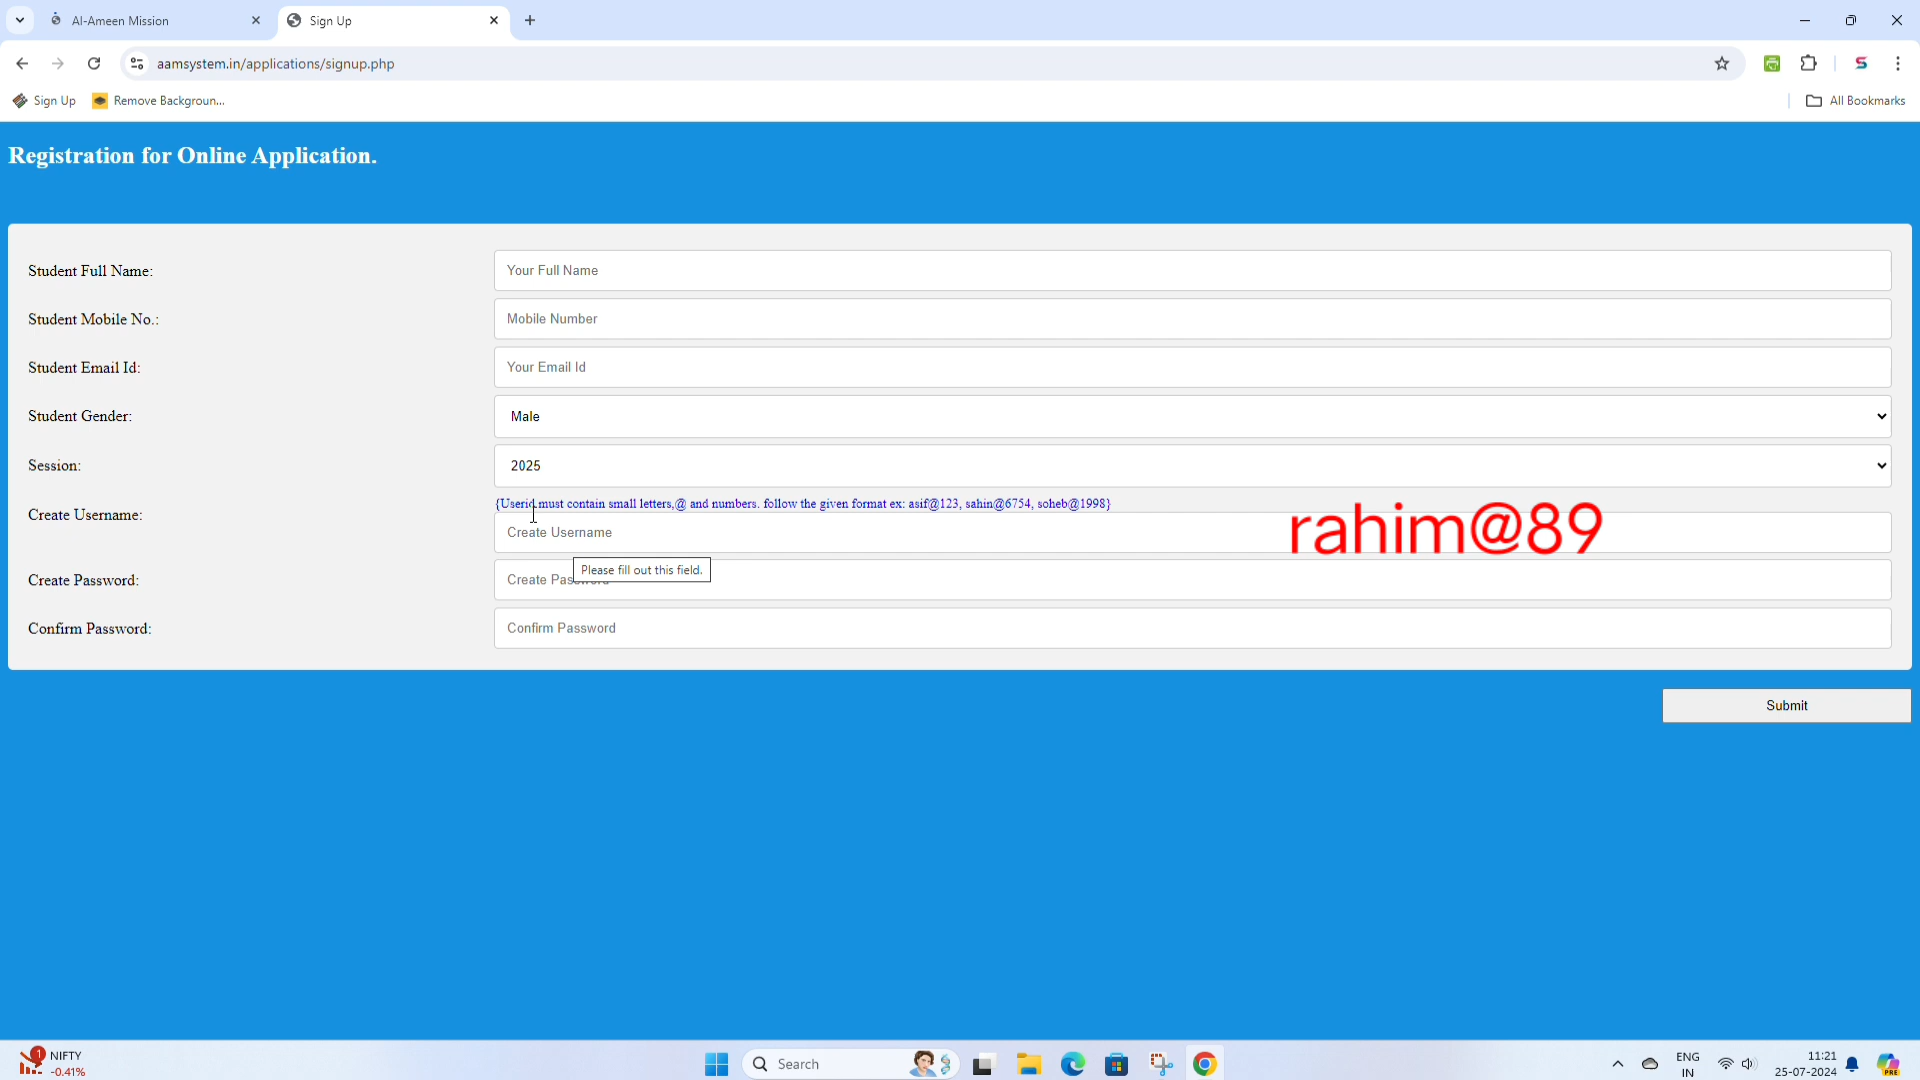 Al-Ameen Mission
Sign Up
aamsystem.in/applications/signup.php
Sign Up
Remove Backgroun...
All Bookmarks
Registration for Online Application.
Student Full Name:
Your Full Name
Student Mobile No.:
Mobile Number
Student Email Id:
Your Email Id
Student Gender:
Male
Session:
2025
{Userid must contain small letters,@ and numbers. follow the given format ex: asif@123, sahin@6754, soheb@1998}
Create Username:
Create Username
rahim@89
Please fill out this field.
Create Password:
Create Password
Confirm Password:
Confirm Password
Submit
1
NIFTY
-0.41%
Search
ENG
IN
11:21
25-07-2024
PRE